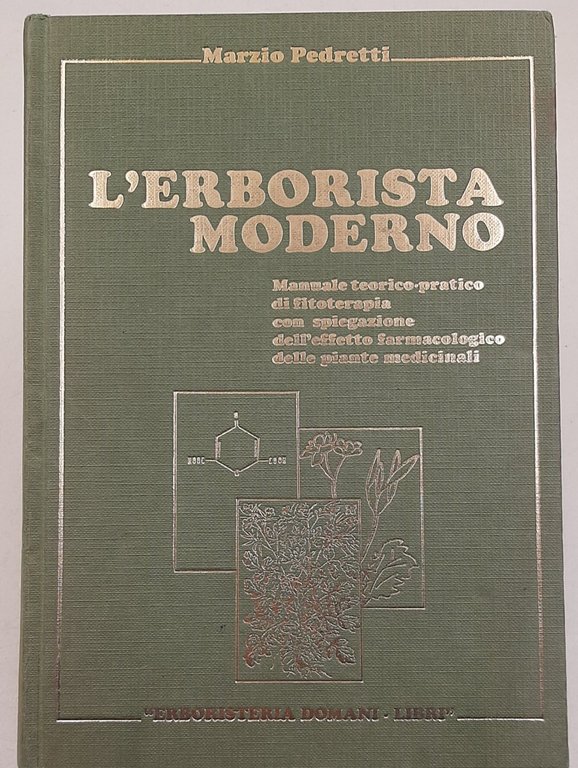 Marzio Pedretti
L'ERBORISTA
MODERNO
Manuale teorico-pratico
di fitoterapia
con spiegazione
dell'effetto farmacologico
delle piante medicinali
"ERBORISTERIA DOMANI - LIBRI"